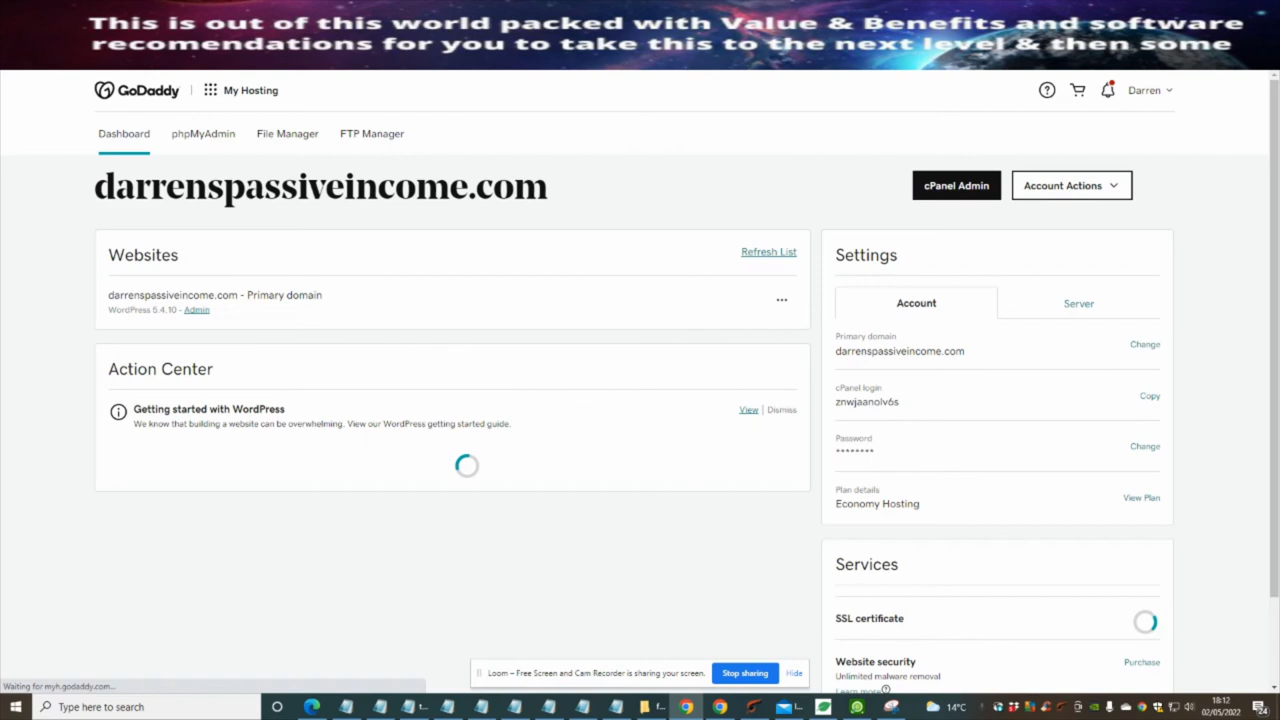 This is out of this world packed with Value & Benefits and software
recomendations for you to take this to the next level & then some
GoDaddy My Hosting Darren
Dashboard phpMyAdmin File Manager FTP Manager
darrenspassiveincome.com
cPanel Admin Account Actions
Websites Refresh List
darrenspassiveincome.com - Primary domain
WordPress 5.4.10 - Admin
Action Center
Getting started with WordPress View | Dismiss
We know that building a website can be overwhelming. View our WordPress getting started guide.
Settings
Account Server
Primary domain
darrenspassiveincome.com Change
cPanel login
znwjaanolv6s Copy
Password
******** Change
Plan details
Economy Hosting View Plan
Services
SSL certificate
Website security Purchase
Unlimited malware removal
Learn more
Loom – Free Screen and Cam Recorder is sharing your screen. Stop sharing Hide
Waiting for myh.godaddy.com...
Type here to search
14°C
18:12
02/05/2022
24